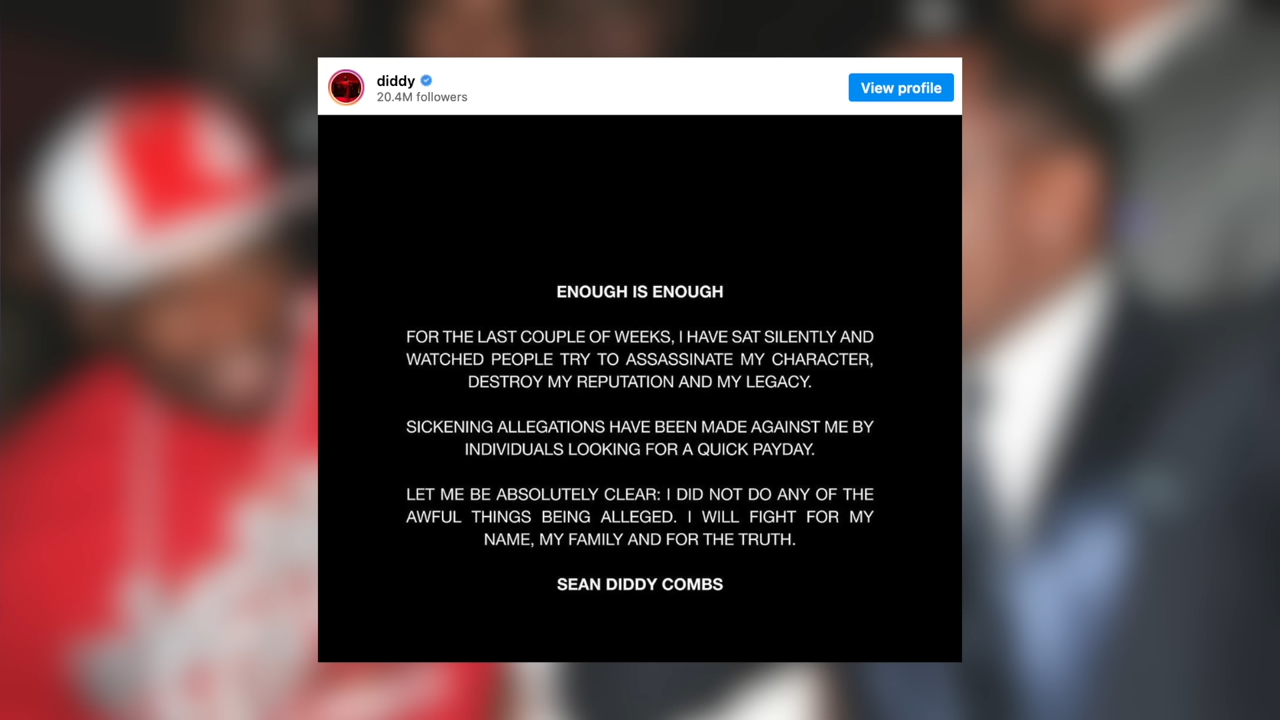 diddy
20.4M followers
View profile
ENOUGH IS ENOUGH
FOR THE LAST COUPLE OF WEEKS, I HAVE SAT SILENTLY AND
WATCHED PEOPLE TRY TO ASSASSINATE MY CHARACTER,
DESTROY MY REPUTATION AND MY LEGACY.
SICKENING ALLEGATIONS HAVE BEEN MADE AGAINST ME BY
INDIVIDUALS LOOKING FOR A QUICK PAYDAY.
LET ME BE ABSOLUTELY CLEAR: I DID NOT DO ANY OF THE
AWFUL THINGS BEING ALLEGED. I WILL FIGHT FOR MY
NAME, MY FAMILY AND FOR THE TRUTH.
SEAN DIDDY COMBS